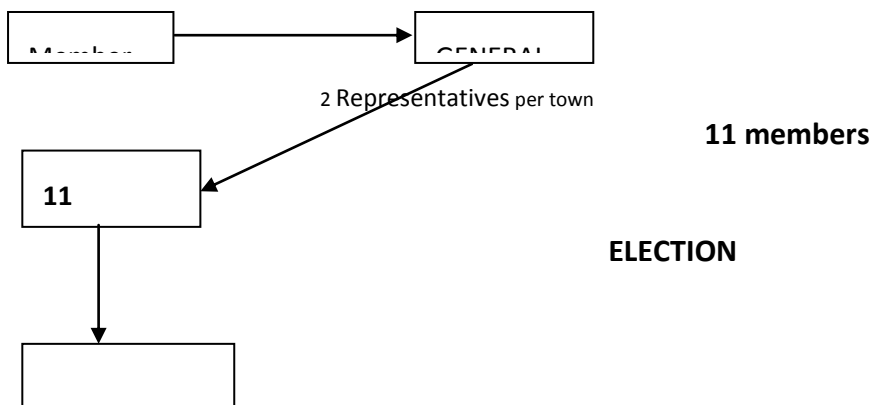 Member
GENERAL
2 Representatives per town
11 members
11
ELECTION